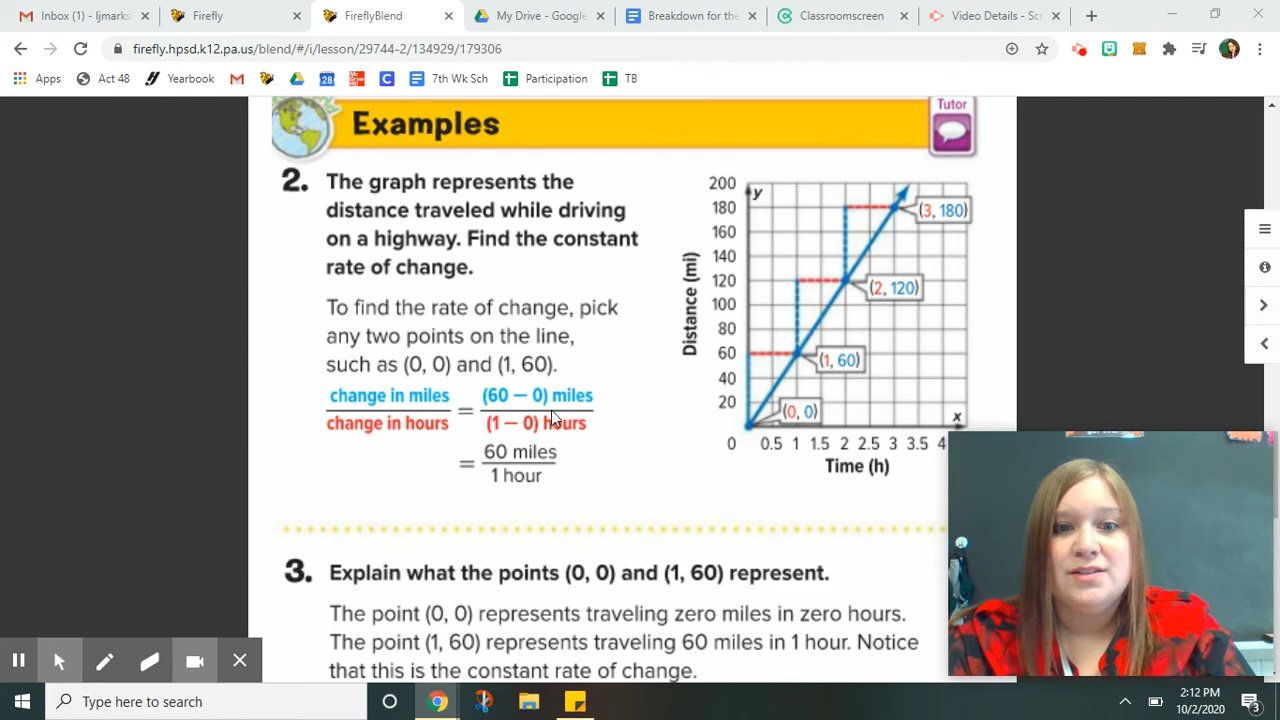 Inbox (1) - ljmarks
Firefly
FireflyBlend
My Drive - Google
Breakdown for the
Classroomscreen
Video Details - Scr
firefly.hpsd.k12.pa.us/blend/#/i/lesson/29744-2/134929/179306
Apps
Act 48
Yearbook
28
7th Wk Sch
Participation
TB
Examples
Tutor
2. The graph represents the
distance traveled while driving
on a highway. Find the constant
rate of change.
To find the rate of change, pick
any two points on the line,
such as (0, 0) and (1, 60).
change in miles
change in hours
=
(60 − 0) miles
(1 − 0) hours
=
60 miles
1 hour
200
180
160
140
120
100
80
60
40
20
0
Distance (mi)
y
x
(3, 180)
(2, 120)
(1, 60)
(0, 0)
0.5 1 1.5 2 2.5 3 3.5 4
Time (h)
3. Explain what the points (0, 0) and (1, 60) represent.
The point (0, 0) represents traveling zero miles in zero hours.
The point (1, 60) represents traveling 60 miles in 1 hour. Notice
that this is the constant rate of change.
Type here to search
2:12 PM
10/2/2020
3